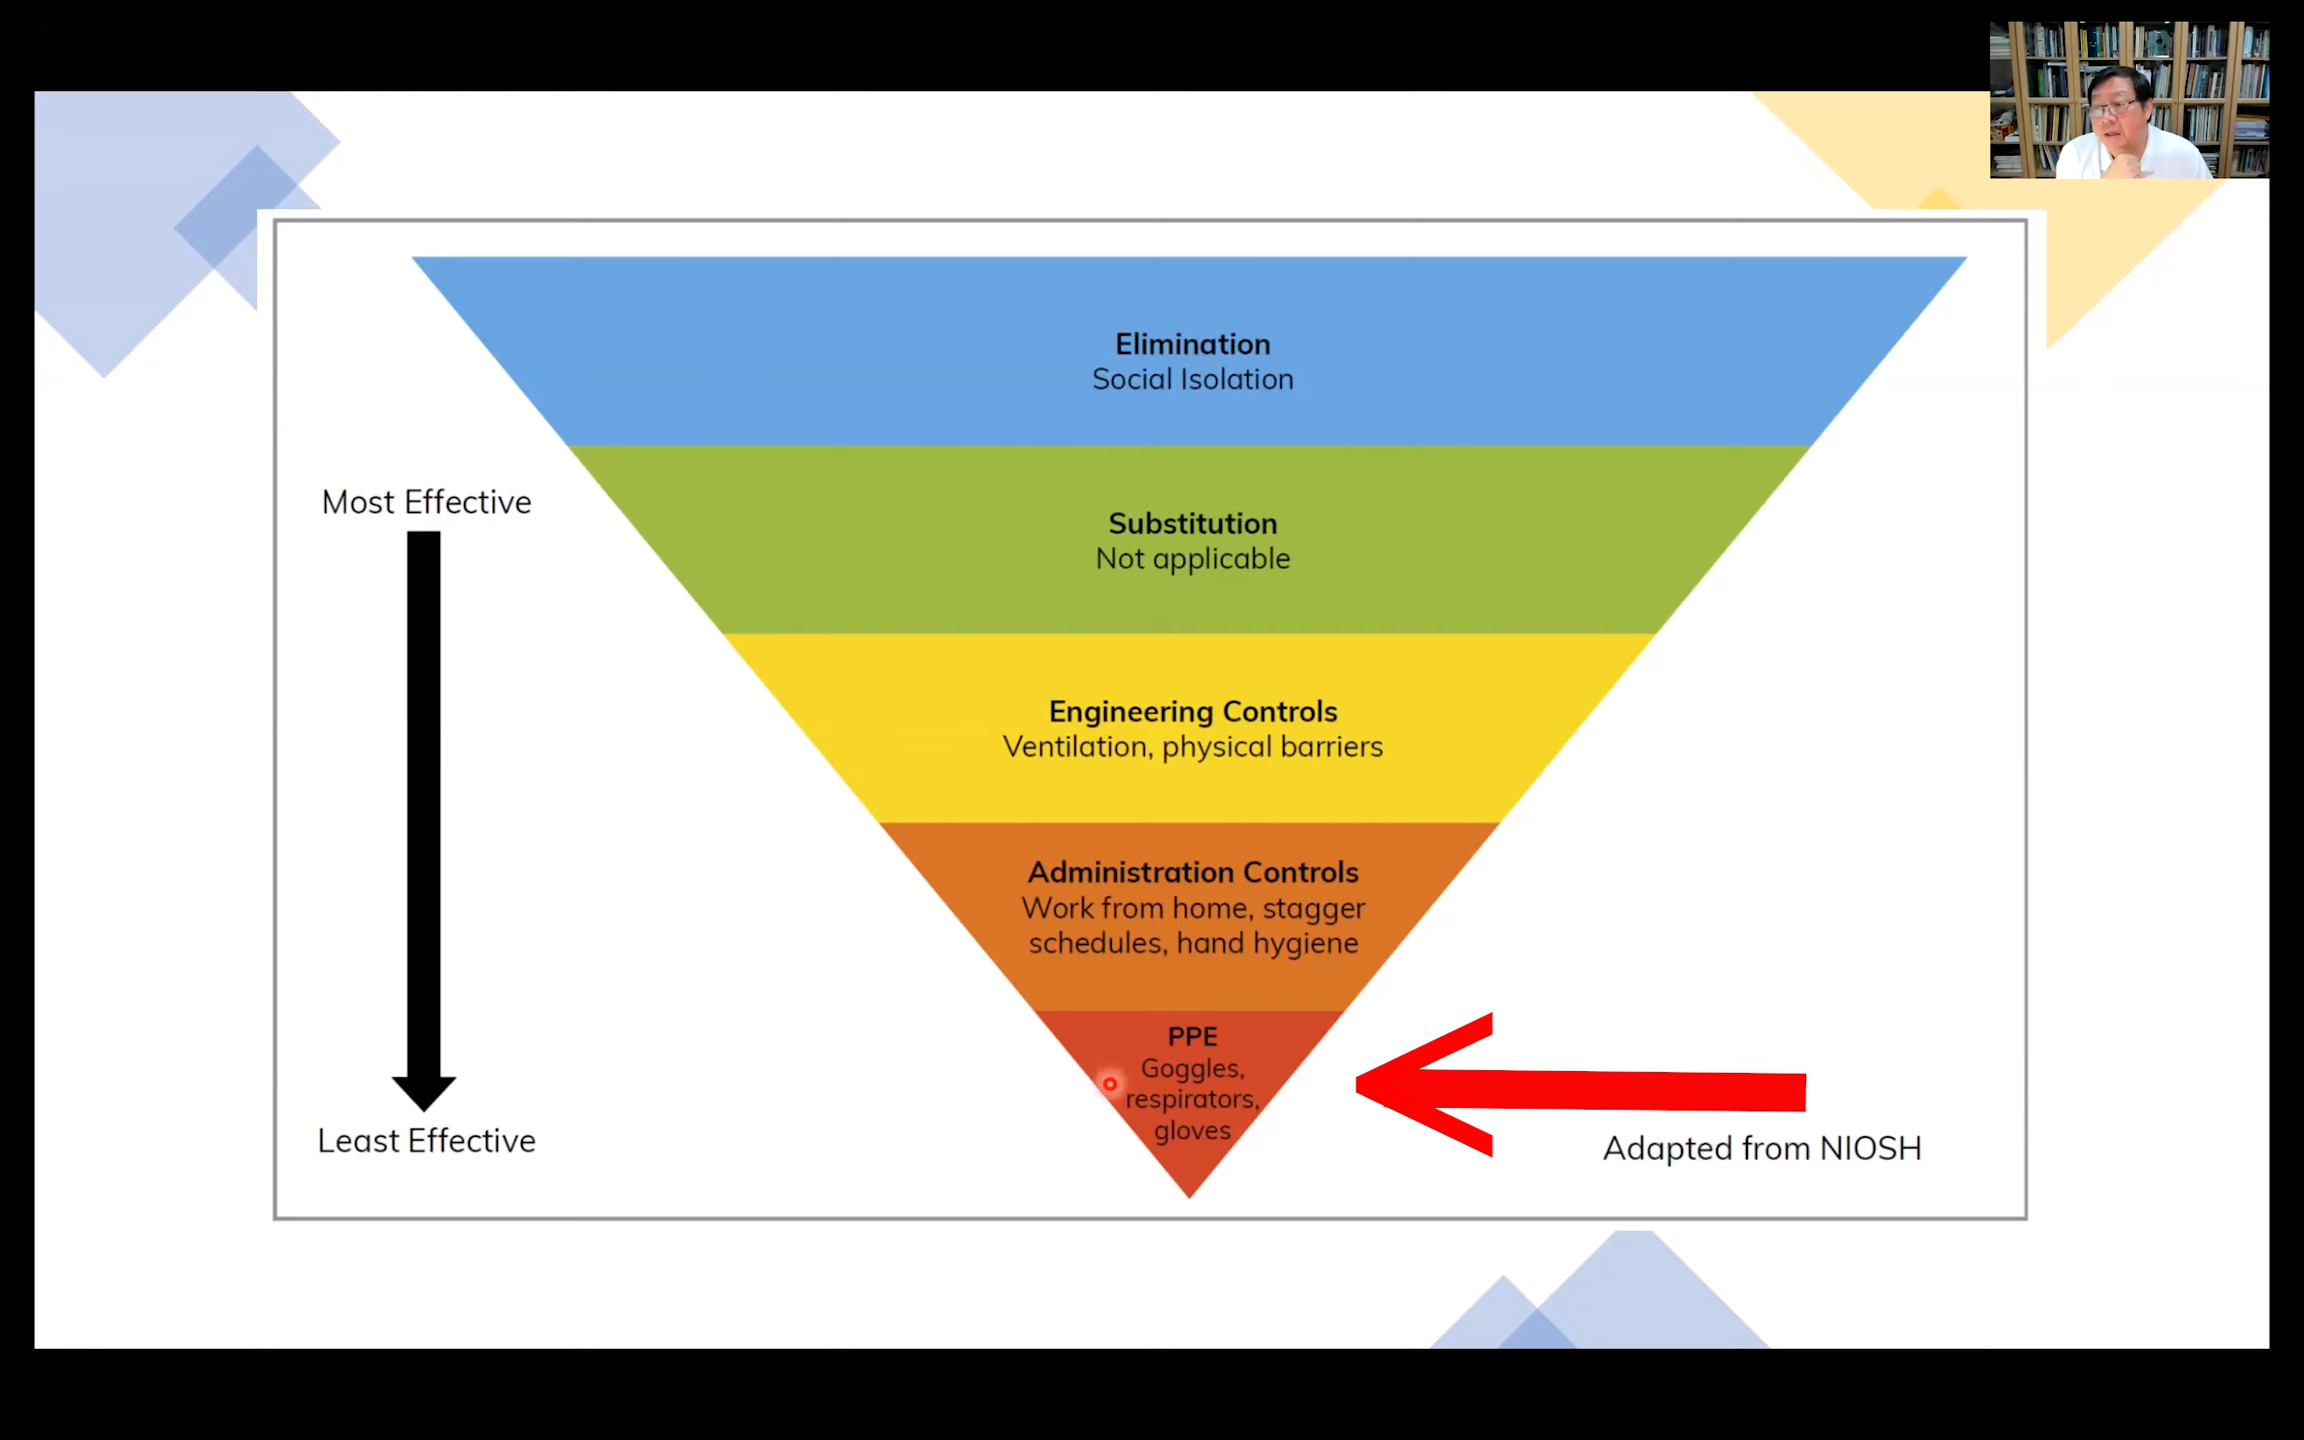 Elimination
Social Isolation
Most Effective
Substitution
Not applicable
Engineering Controls
Ventilation, physical barriers
Administration Controls
Work from home, stagger
schedules, hand hygiene
PPE
Goggles,
respirators,
gloves
Least Effective
Adapted from NIOSH